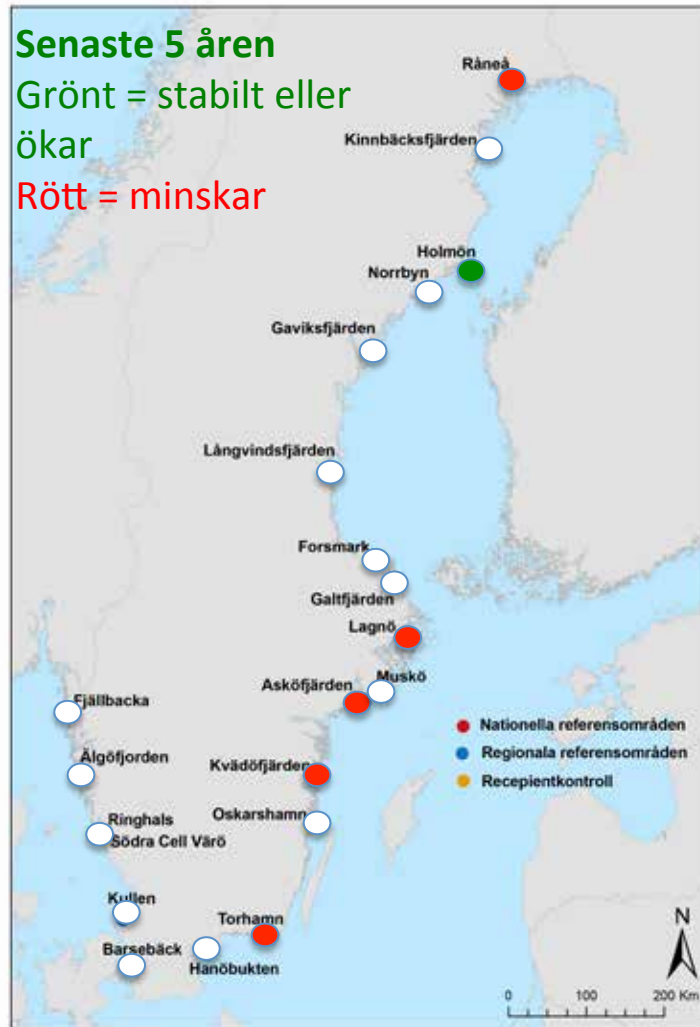 Senaste 5 åren
Grönt = stabilt eller
ökar
Rött = minskar
Råneå
Kinnbäcksfjärden
Holmön
Norrbyn
Gaviksfjärden
Långvindsfjärden
Forsmark
Galtfjärden
Lagnö
Muskö
Asköfjärden
Fjällbacka
Nationella referensområden
Regionala referensområden
Recepientkontroll
Älgöfjorden
Kvädöfjärden
Oskarshamn
Ringhals
Södra Cell Värö
Kullen
Torhamn
Barsebäck
Hanöbukten
N
0 100 200 Km